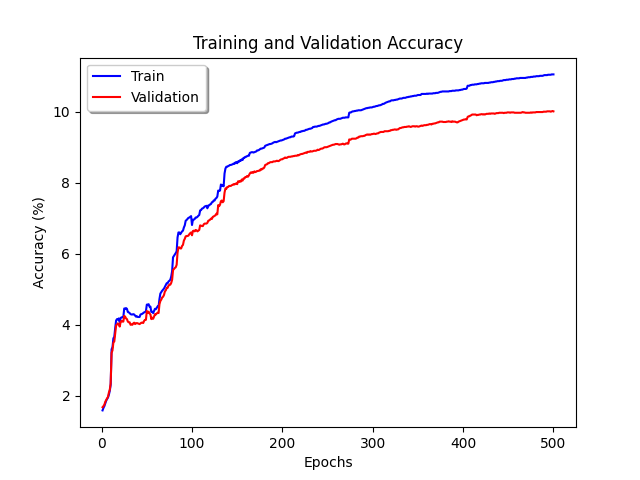 Training and Validation Accuracy
Train
Validation
Accuracy (%)
10
8
6
4
2
0
100
200
300
400
500
Epochs